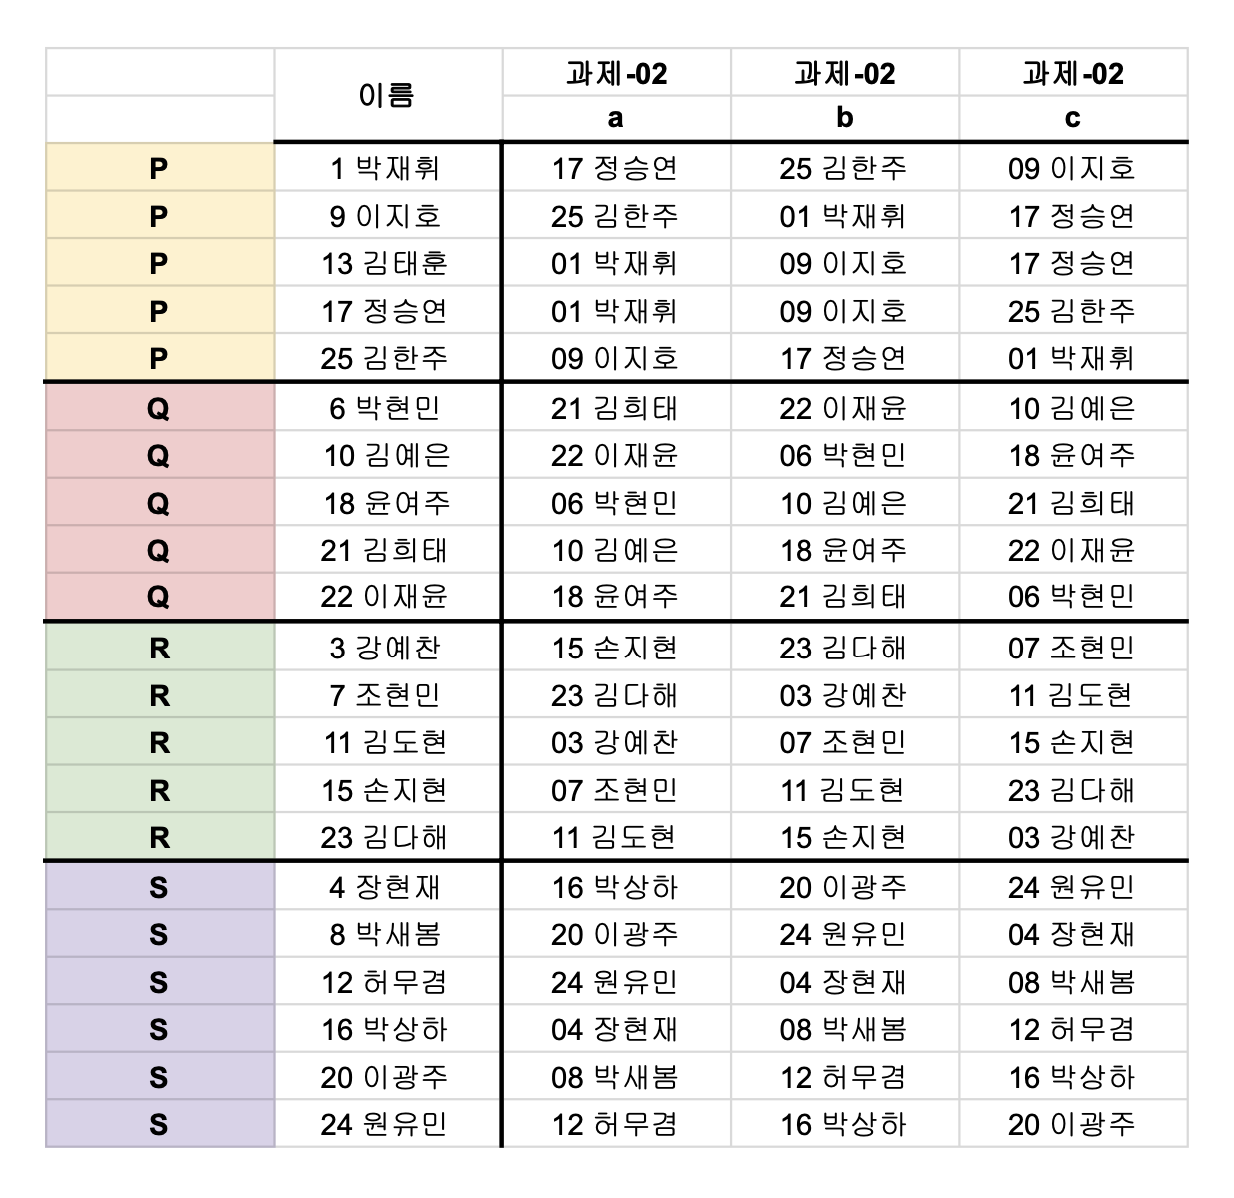 이름 과제-02 과제-02 과제-02
a b c
P 1 박재휘 17 정승연 25 김한주 09 이지호
P 9 이지호 25 김한주 01 박재휘 17 정승연
P 13 김태훈 01 박재휘 09 이지호 17 정승연
P 17 정승연 01 박재휘 09 이지호 25 김한주
P 25 김한주 09 이지호 17 정승연 01 박재휘
Q 6 박현민 21 김희태 22 이재윤 10 김예은
Q 10 김예은 22 이재윤 06 박현민 18 윤여주
Q 18 윤여주 06 박현민 10 김예은 21 김희태
Q 21 김희태 10 김예은 18 윤여주 22 이재윤
Q 22 이재윤 18 윤여주 21 김희태 06 박현민
R 3 강예찬 15 손지현 23 김다해 07 조현민
R 7 조현민 23 김다해 03 강예찬 11 김도현
R 11 김도현 03 강예찬 07 조현민 15 손지현
R 15 손지현 07 조현민 11 김도현 23 김다해
R 23 김다해 11 김도현 15 손지현 03 강예찬
S 4 장현재 16 박상하 20 이광주 24 원유민
S 8 박새봄 20 이광주 24 원유민 04 장현재
S 12 허무겸 24 원유민 04 장현재 08 박새봄
S 16 박상하 04 장현재 08 박새봄 12 허무겸
S 20 이광주 08 박새봄 12 허무겸 16 박상하
S 24 원유민 12 허무겸 16 박상하 20 이광주